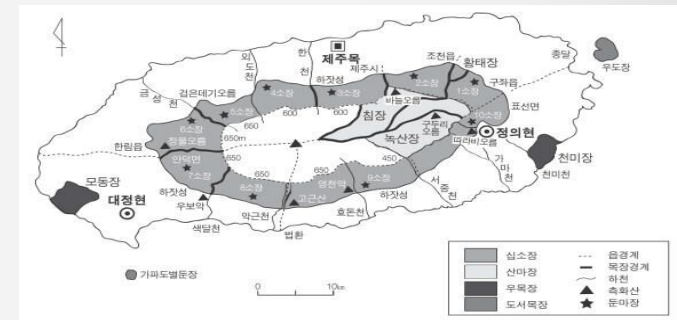 제주목
외도천
한천
제주시
조천읍
황태장
종달
우도장
금성천
검은데기오름
4소장
하잣성
3소장
2소장
1소장
구좌읍
바늘오름
5소장
600
600
침장
660
10소장
표선면
6소장
정물오름
650m
구두리오름
녹산장
정의현
한림읍
따라비오름
안덕면
650
450
천미장
7소장
650
650
가마천
천미천
모동장
8소장
영천악
9소장
서중천
대정현
하잣성
우보악
고근산
하잣성
악근천
효돈천
색달천
법환
가파도별둔장
0 10km
십소장
산마장
우목장
도서목장
읍경계
목장경계
하천
측화산
둔마장